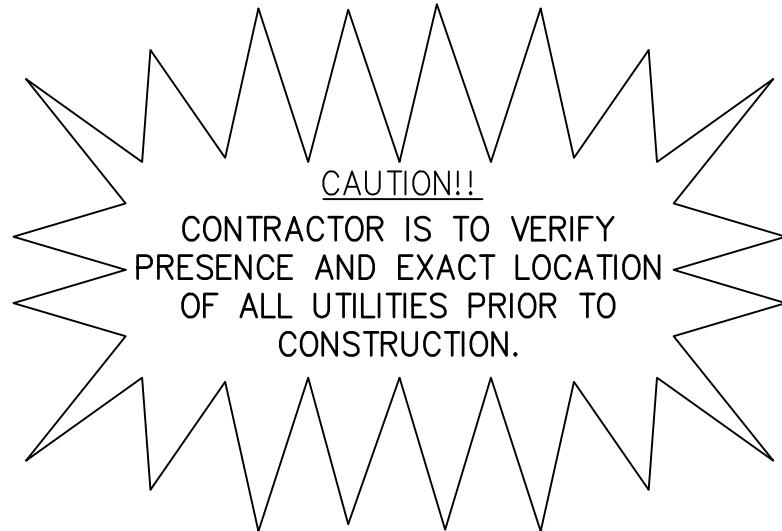 CAUTION!!
CONTRACTOR IS TO VERIFY
PRESENCE AND EXACT LOCATION
OF ALL UTILITIES PRIOR TO
CONSTRUCTION.